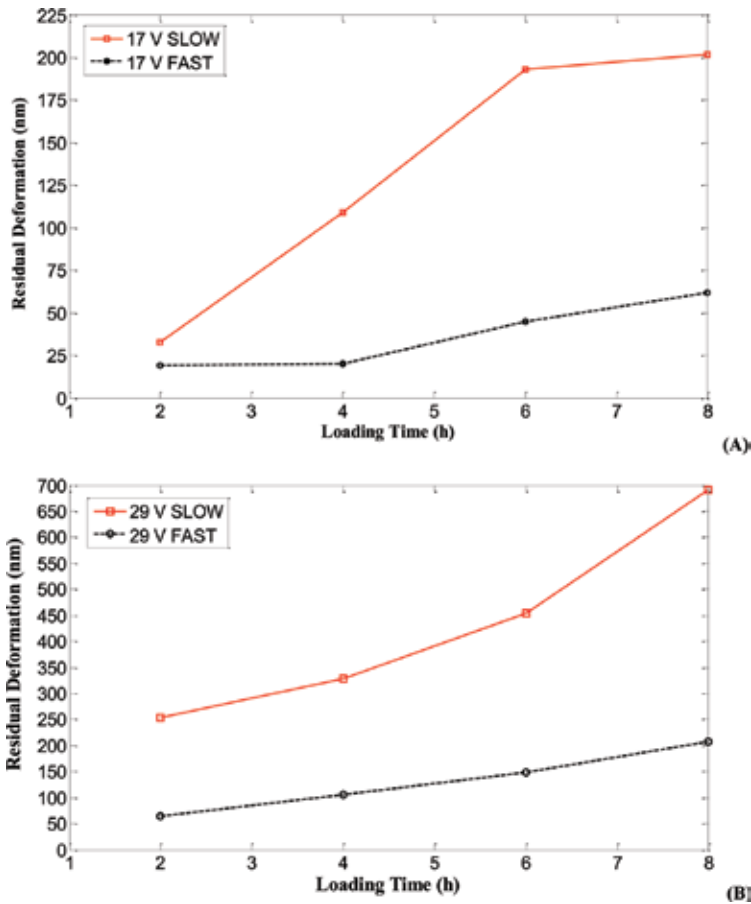 225
200
175
150
125
100
75
50
25
0
Residual Deformation (nm)
17 V SLOW
17 V FAST
1 2 3 4 5 6 7 8
Loading Time (h)
(A)
700
650
600
550
500
450
400
350
300
250
200
150
100
50
0
Residual Deformation (nm)
29 V SLOW
29 V FAST
1 2 3 4 5 6 7 8
Loading Time (h)
(B)